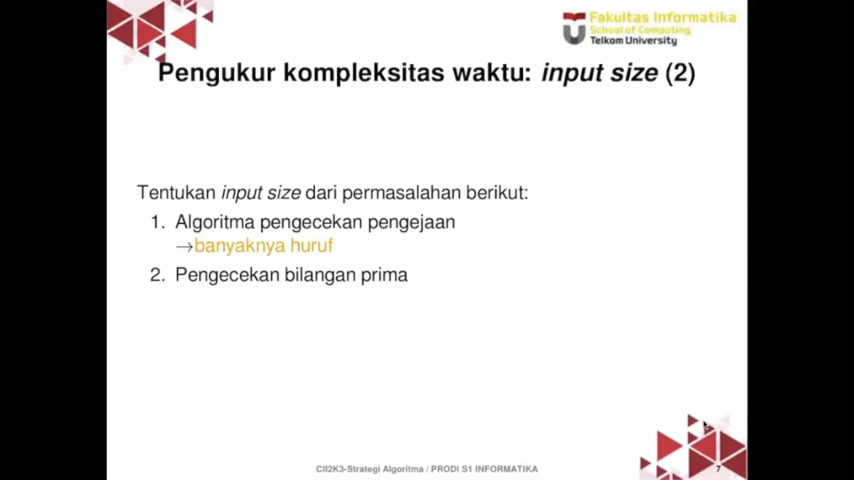 Fakultas Informatika
School of Computing
Telkom University
Pengukur kompleksitas waktu: input size (2)
Tentukan input size dari permasalahan berikut:
1. Algoritma pengecekan pengejaan
→banyaknya huruf
2. Pengecekan bilangan prima
CII2K3-Strategi Algoritma / PRODI S1 INFORMATIKA
7